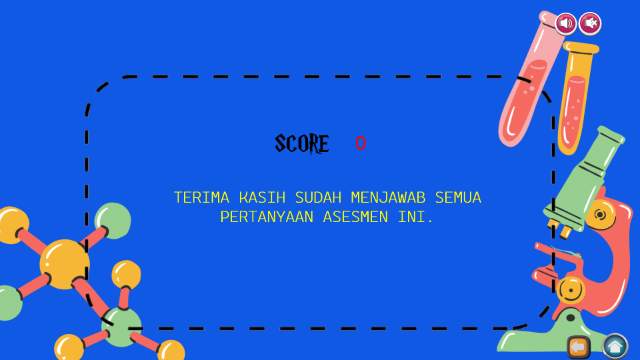 SCORE 0
TERIMA KASIH SUDAH MENJAWAB SEMUA
PERTANYAAN ASESMEN INI.